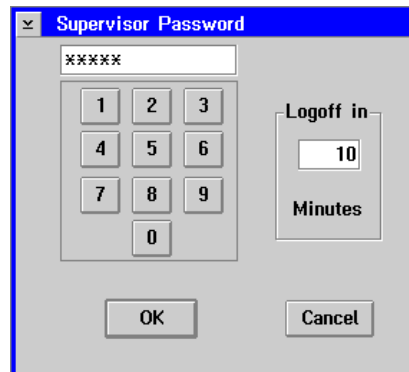 Supervisor Password
*****
1 2 3
4 5 6
7 8 9
0
Logoff in
10
Minutes
OK
Cancel